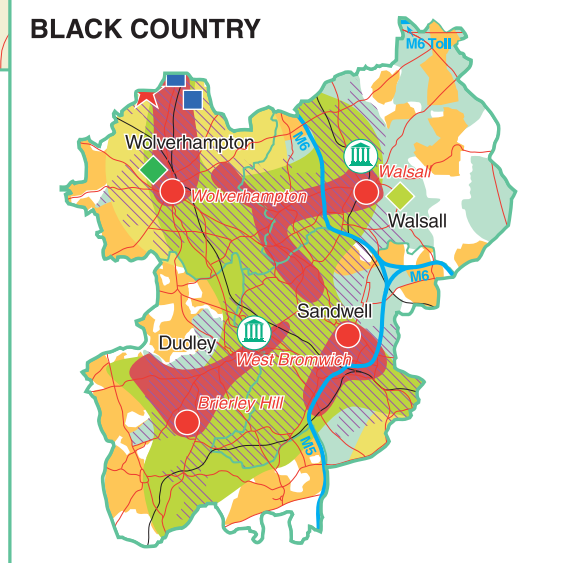 BLACK COUNTRY
M6 Toll
Wolverhampton
M6
Walsall
Wolverhampton
Walsall
M6
Sandwell
Dudley
West Bromwich
Brierley Hill
M5